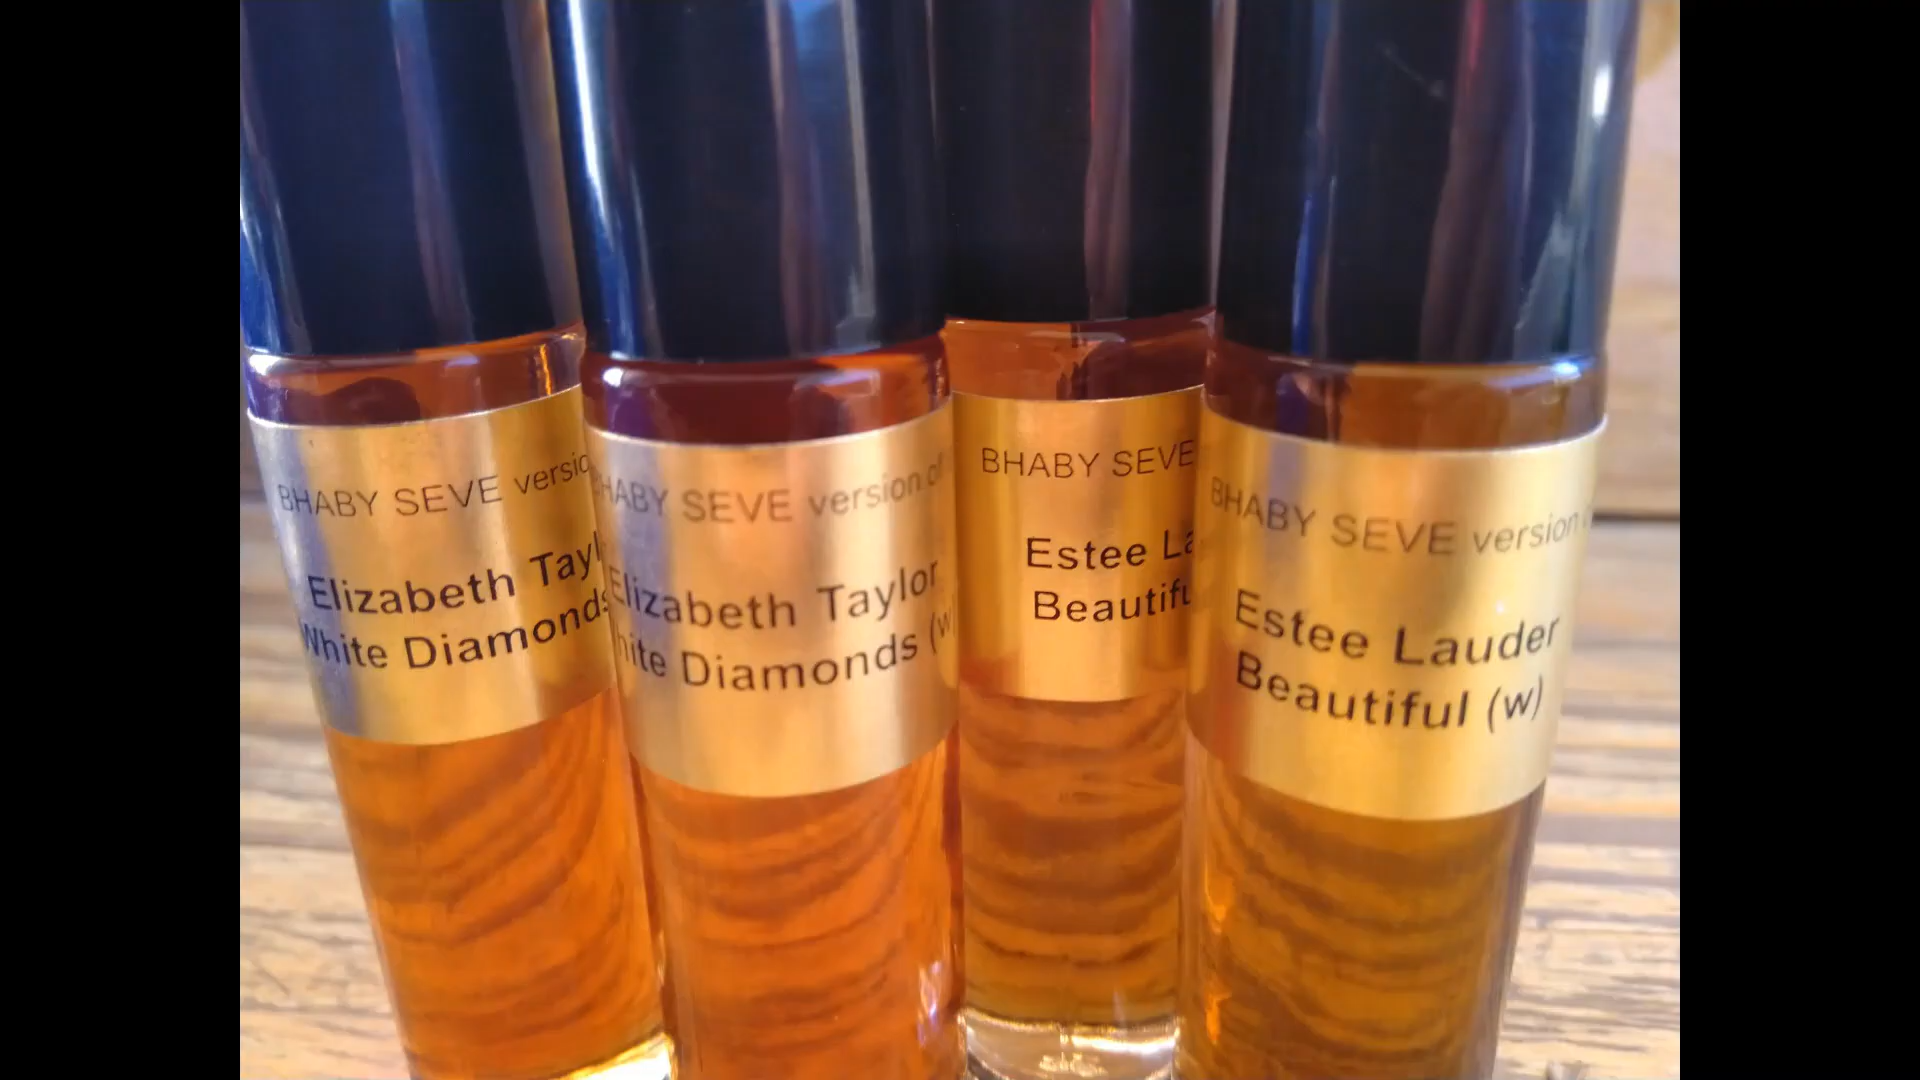 BHABY SEVE versio
Elizabeth Tayl
White Diamonds
BHABY SEVE version of
Elizabeth Taylor
hite Diamonds (w)
BHABY SEVE
Estee La
Beautifu
BHABY SEVE version
Estee Lauder
Beautiful (w)